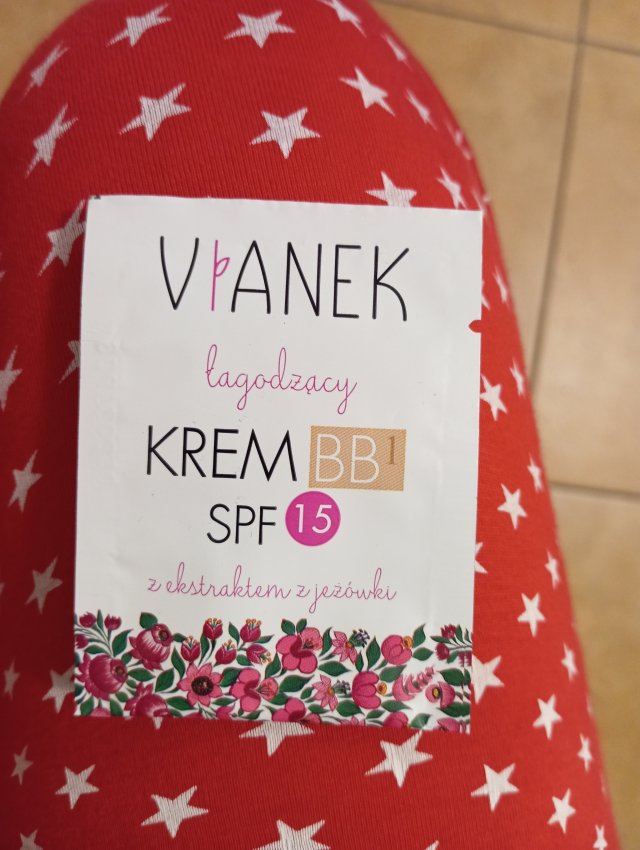 VIANEK
łagodzący
KREM BB1
SPF 15
z ekstraktem z jeżówki